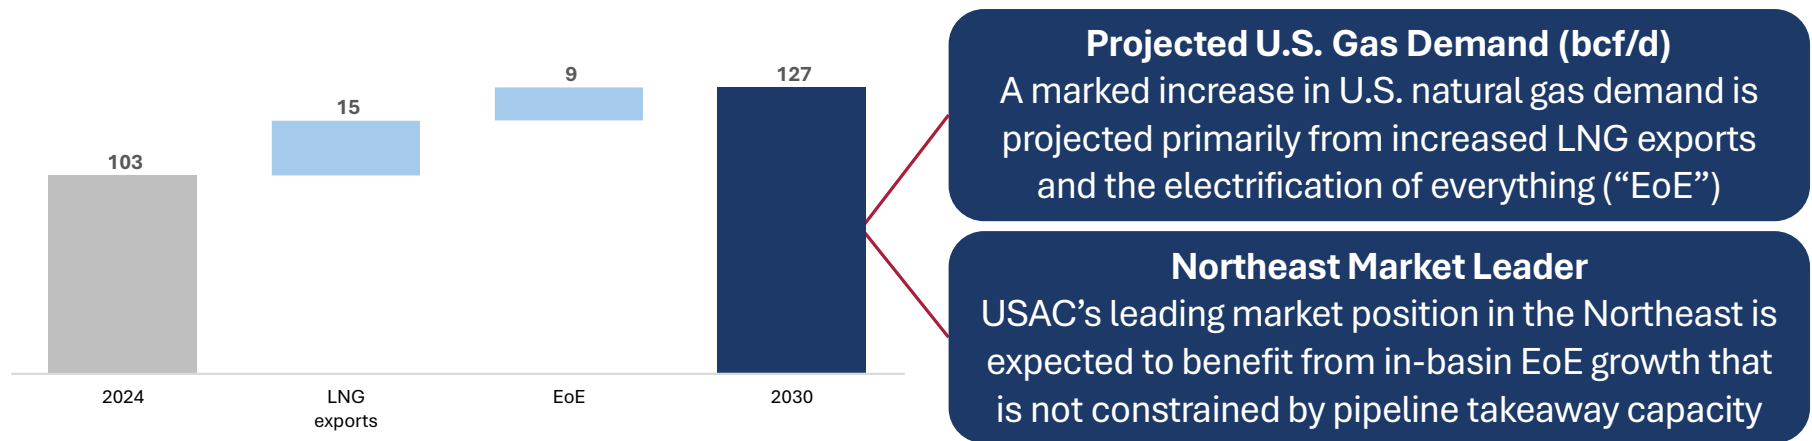 103
15
9
127
2024
LNG
exports
EoE
2030
Projected U.S. Gas Demand (bcf/d)
A marked increase in U.S. natural gas demand is
projected primarily from increased LNG exports
and the electrification of everything (“EoE”)
Northeast Market Leader
USAC’s leading market position in the Northeast is
expected to benefit from in-basin EoE growth that
is not constrained by pipeline takeaway capacity